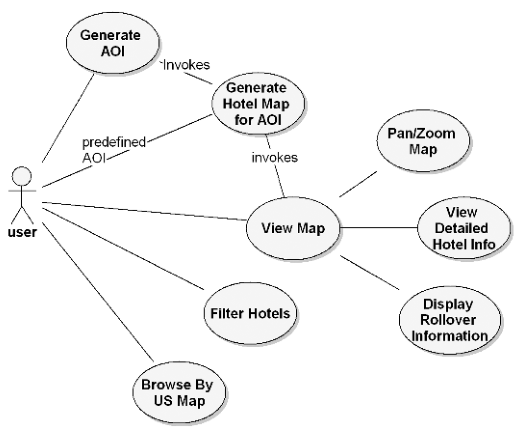 Generate
AOI
Invokes
Generate
Hotel Map
for AOI
predefined
AOI
invokes
Pan/Zoom
Map
user
View Map
View
Detailed
Hotel Info
Filter Hotels
Display
Rollover
Information
Browse By
US Map